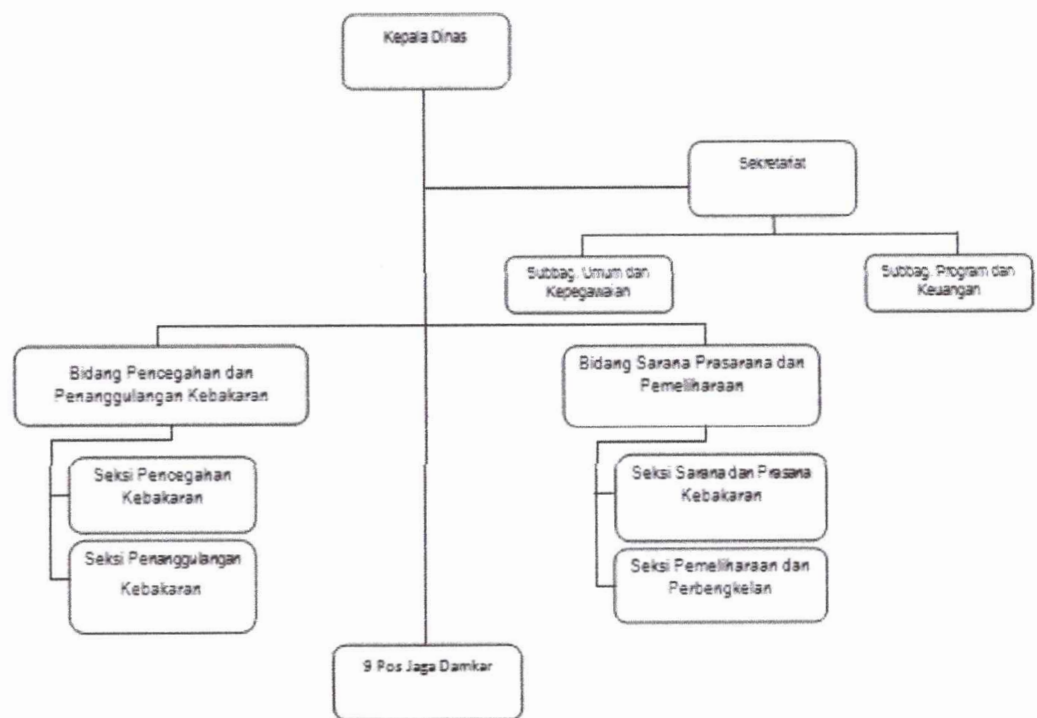 Kepala Dinas
Sekretariat
Subbag. Umum dan
Kepegawaian
Subbag. Program dan
Keuangan
Bidang Pencegahan dan
Penanggulangan Kebakaran
Bidang Sarana Prasarana dan
Pemeliharaan
Seksi Pencegahan
Kebakaran
Seksi Penanggulangan
Kebakaran
Seksi Sarana dan Prasana
Kebakaran
Seksi Pemeliharaan dan
Perbengkelan
9 Pos Jaga Damkar